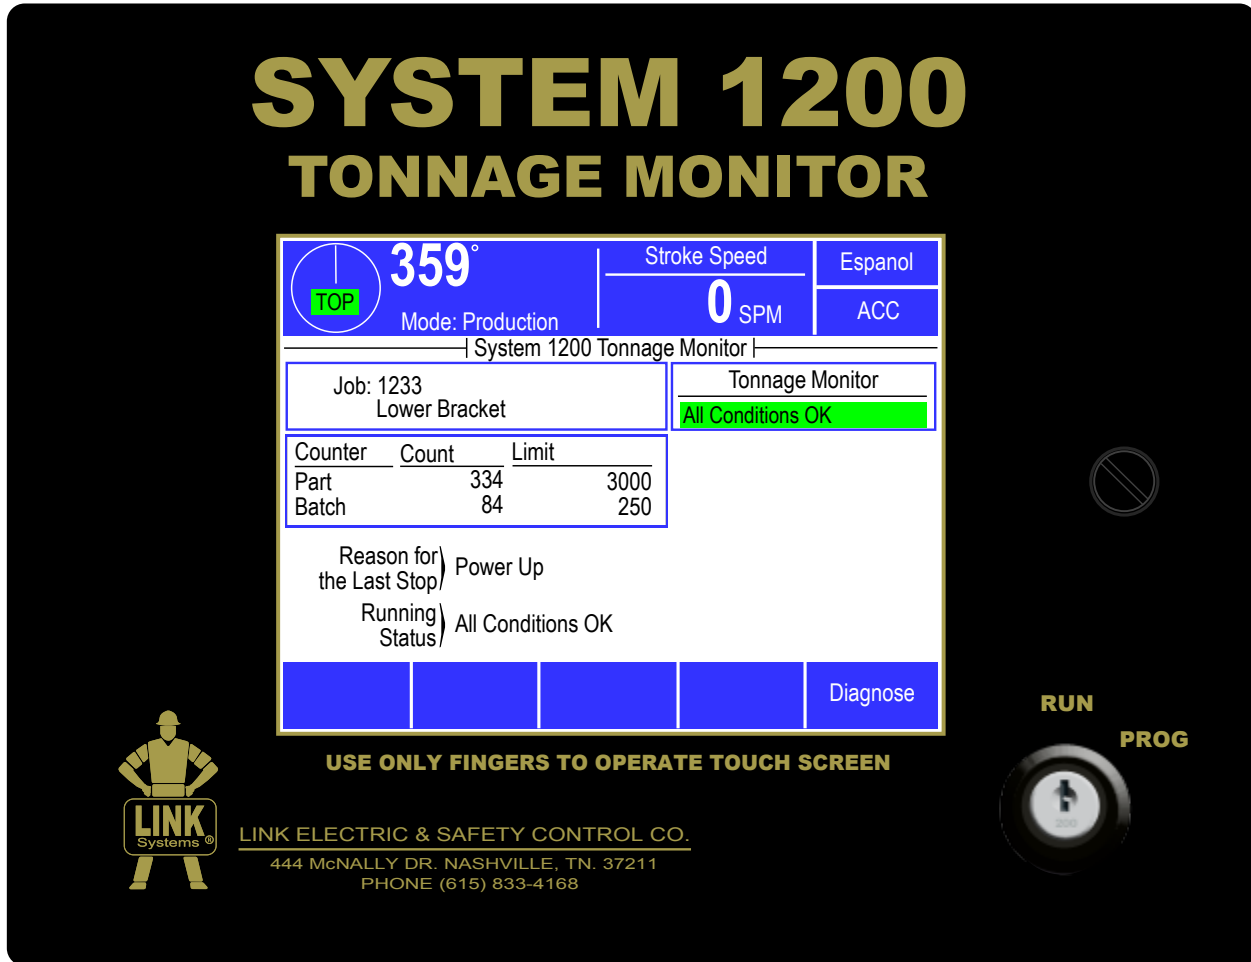 SYSTEM 1200
TONNAGE MONITOR
359°
TOP
Mode: Production
Stroke Speed
0 SPM
Espanol
ACC
System 1200 Tonnage Monitor
Job: 1233
Lower Bracket
Tonnage Monitor
All Conditions OK
Counter Count Limit
Part 334 3000
Batch 84 250
Reason for
the Last Stop) Power Up
Running
Status) All Conditions OK
Diagnose
RUN
PROG
USE ONLY FINGERS TO OPERATE TOUCH SCREEN
LINK
Systems ®
LINK ELECTRIC & SAFETY CONTROL CO.
444 McNALLY DR. NASHVILLE, TN. 37211
PHONE (615) 833-4168
200